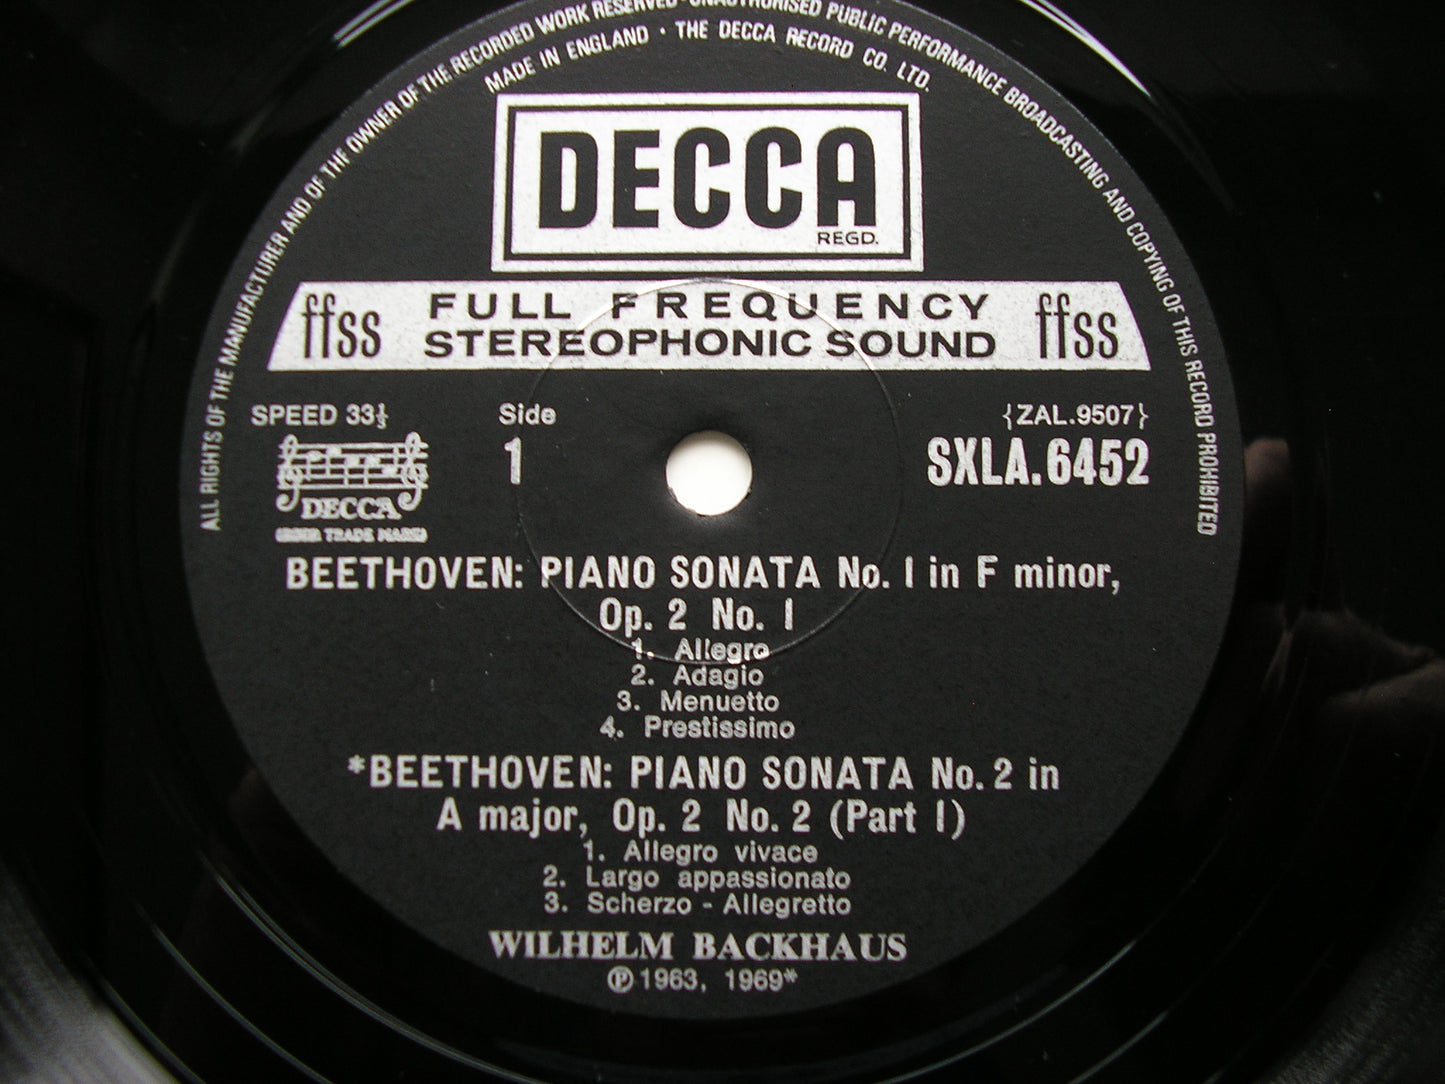 ALL RIGHTS OF THE MANUFACTURER AND OF THE OWNER OF THE RECORDED WORK RESERVED · UNAUTHORISED PUBLIC PERFORMANCE BROADCASTING AND COPYING OF THIS RECORD PROHIBITED
MADE IN ENGLAND · THE DECCA RECORD CO. LTD.
DECCA
REGD.
ffss FULL FREQUENCY STEREOPHONIC SOUND ffss
SPEED 33⅓ Side {ZAL.9507}
1 SXLA.6452
DECCA
TRADE MARK
BEETHOVEN: PIANO SONATA No. 1 in F minor,
Op. 2 No. 1
1. Allegro
2. Adagio
3. Menuetto
4. Prestissimo
*BEETHOVEN: PIANO SONATA No. 2 in
A major, Op. 2 No. 2 (Part 1)
1. Allegro vivace
2. Largo appassionato
3. Scherzo - Allegretto
WILHELM BACKHAUS
℗ 1963, 1969*